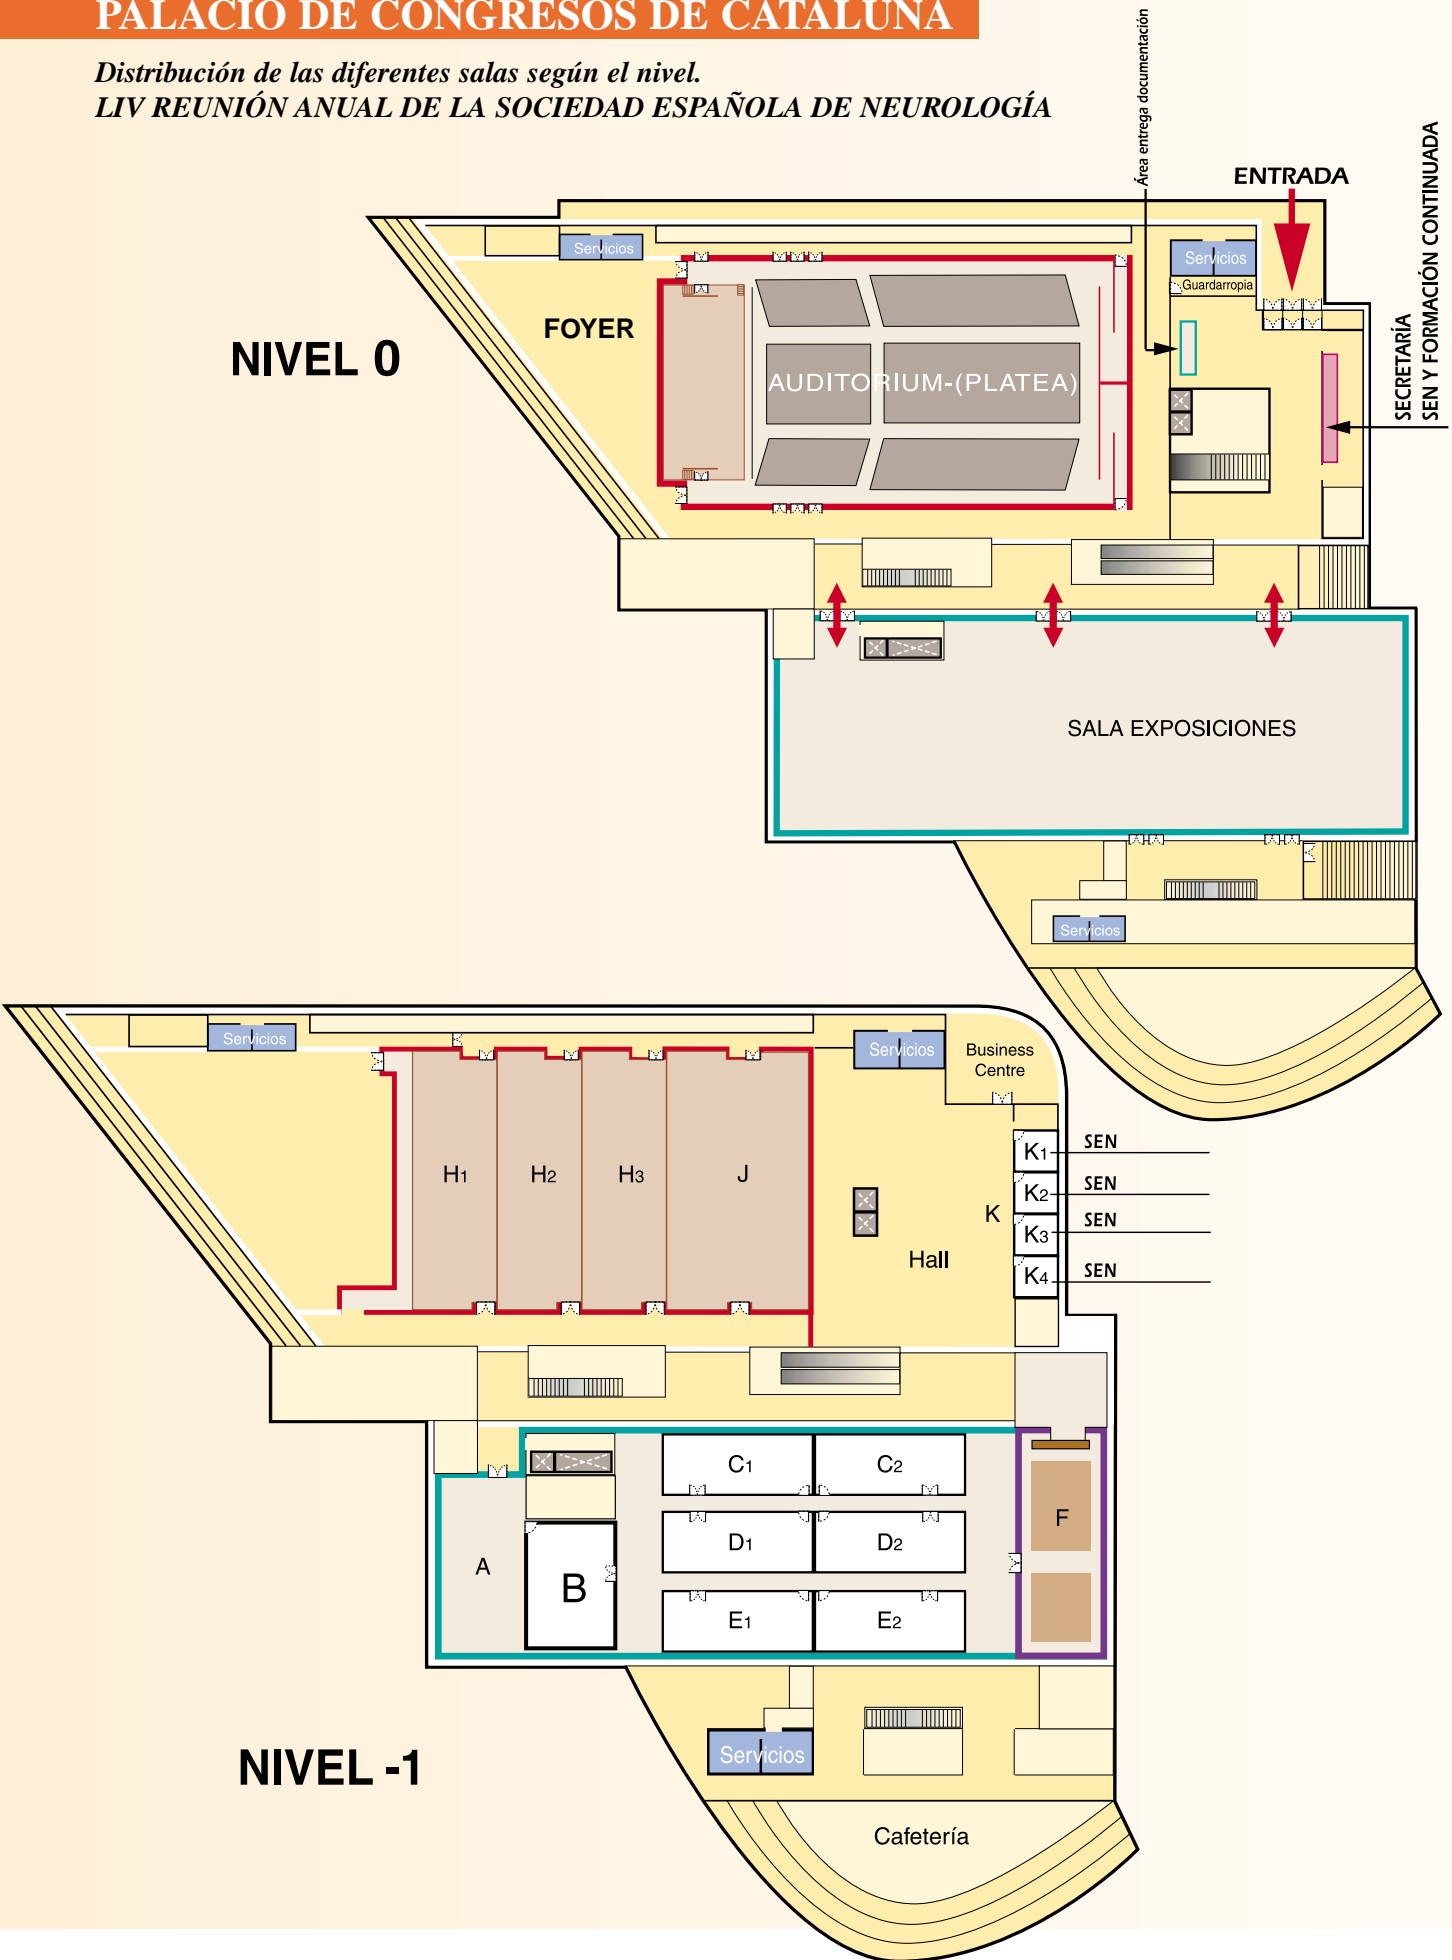 PALACIO DE CONGRESOS DE CATALUÑA
Distribución de las diferentes salas según el nivel.
LIV REUNIÓN ANUAL DE LA SOCIEDAD ESPAÑOLA DE NEUROLOGÍA
Área entrega documentación
ENTRADA
SECRETARÍA
SEN Y FORMACIÓN CONTINUADA
Servicios
Servicios
Guardarropia
FOYER
NIVEL 0
AUDITORIUM-(PLATEA)
SALA EXPOSICIONES
Servicios
Servicios
Servicios
Business
Centre
H1
H2
H3
J
K
K1
SEN
K2
SEN
K3
SEN
K4
SEN
Hall
C1
C2
D1
D2
E1
E2
A
B
F
Servicios
NIVEL -1
Cafetería